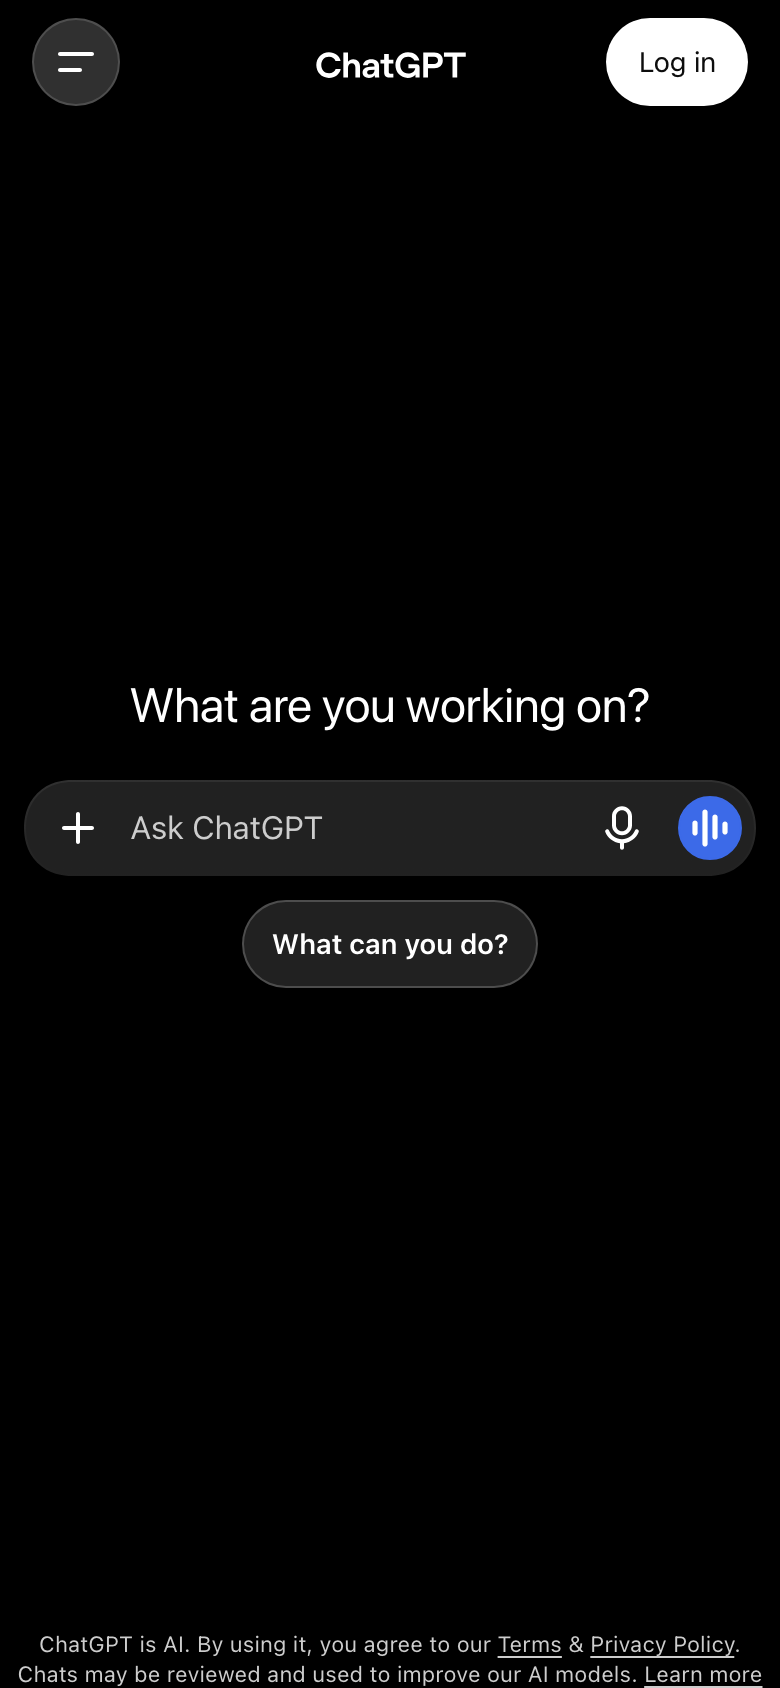 ChatGPT
Log in
What are you working on?
Ask ChatGPT
What can you do?
ChatGPT is AI. By using it, you agree to our Terms & Privacy Policy.
Chats may be reviewed and used to improve our AI models. Learn more